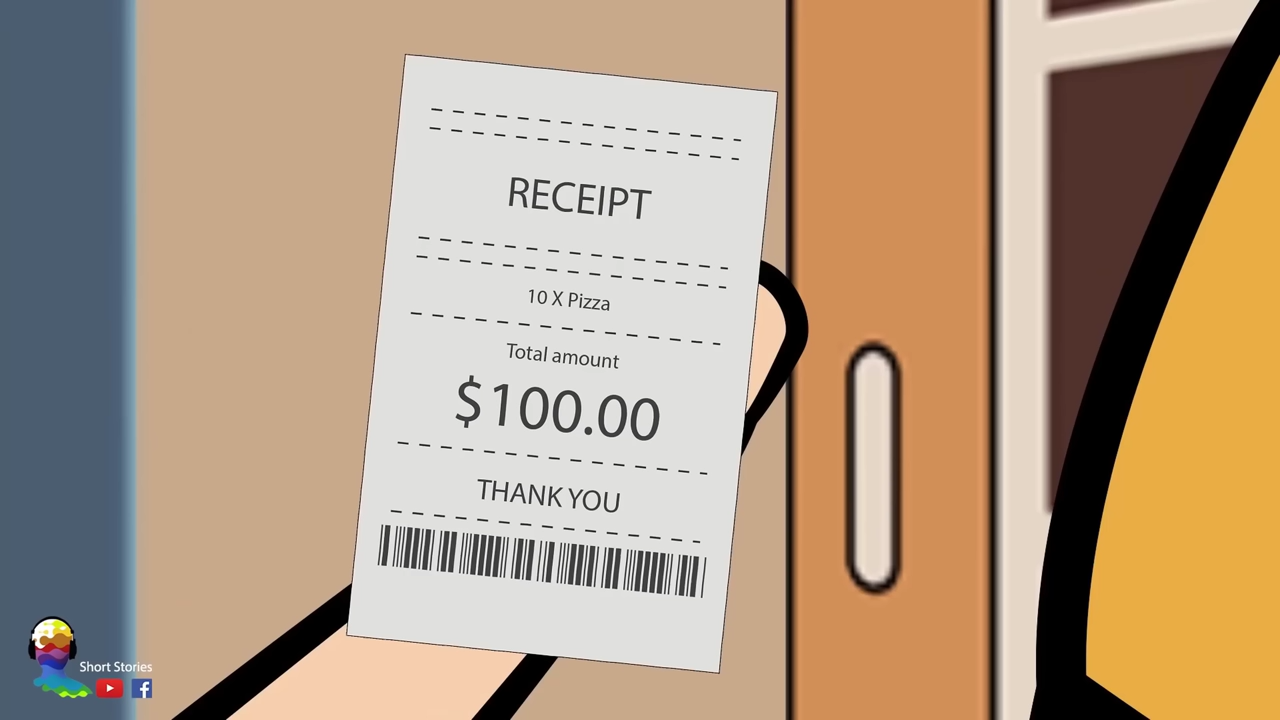 RECEIPT
10 X Pizza
Total amount
$100.00
THANK YOU
Short Stories